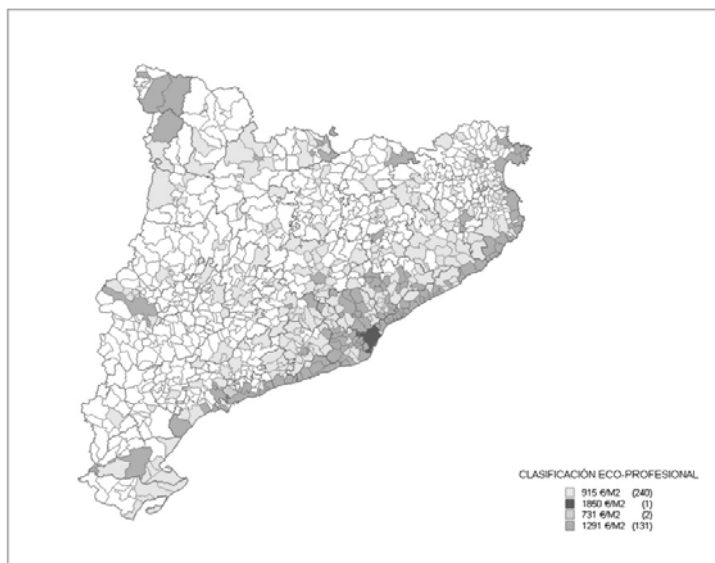 CLASIFICACIÓN ECO-PROFESIONAL
915 €/M2 (240)
1850 €/M2 (1)
731 €/M2 (2)
1291 €/M2 (131)